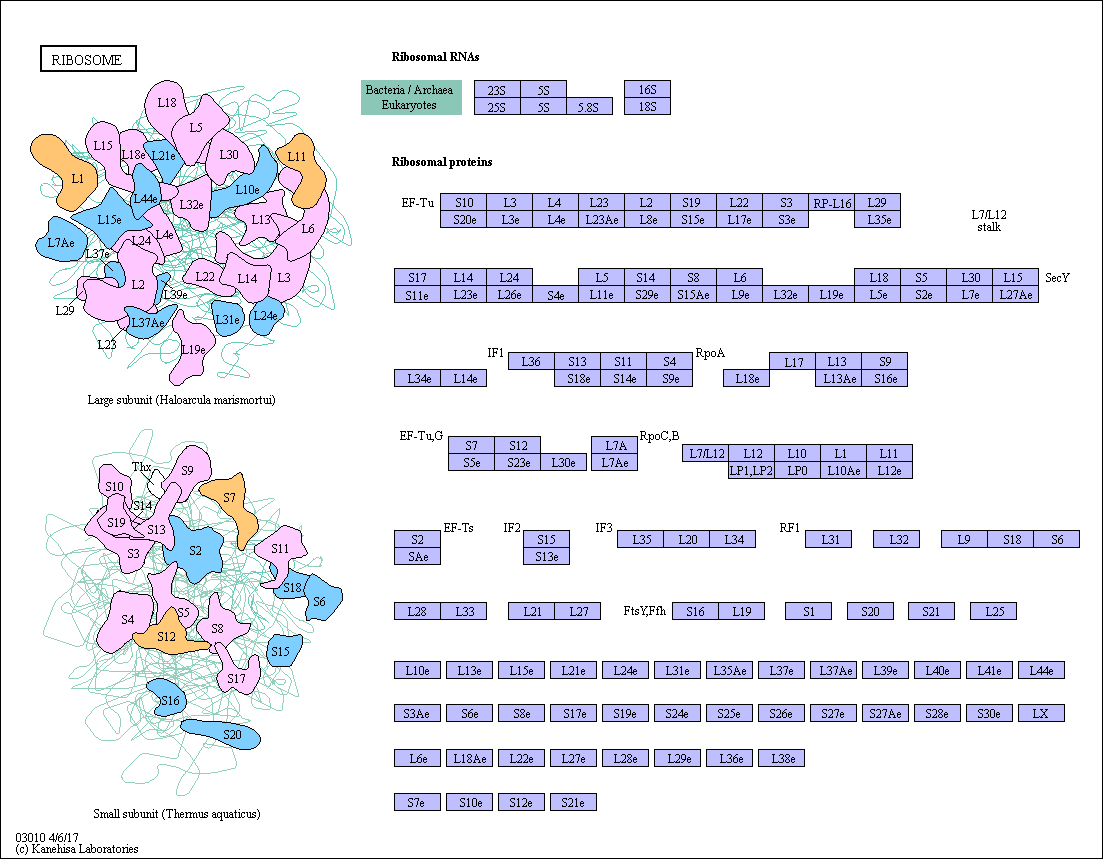 RIBOSOME
Ribosomal RNAs
Bacteria / Archaea 23S 5S 16S
Eukaryotes 25S 5S 5.8S 18S
Ribosomal proteins
EF-Tu S10 L3 L4 L23 L2 S19 L22 S3 RP-L16 L29
S20e L3e L4e L23Ae L8e S15e L17e S3e L35e
L7/L12
stalk
S17 L14 L24 L5 S14 S8 L6 L18 S5 L30 L15 SecY
S11e L23e L26e S4e L11e S29e S15Ae L9e L32e L19e L5e S2e L7e L27Ae
IF1 L36 S13 S11 S4 RpoA L17 L13 S9
L34e L14e S18e S14e S9e L18e L13Ae S16e
EF-Tu,G S7 S12 L7A RpoC,B L7/L12 L12 L10 L1 L11
S5e S23e L30e L7Ae LP1,LP2 LP0 L10Ae L12e
S2 EF-Ts IF2 S15 IF3 L35 L20 L34 RF1 L31 L32 L9 S18 S6
SAe S13e
L28 L33 L21 L27 FtsY,Ffh S16 L19 S1 S20 S21 L25
L10e L13e L15e L21e L24e L31e L35Ae L37e L37Ae L39e L40e L41e L44e
S3Ae S6e S8e S17e S19e S24e S25e S26e S27e S27Ae S28e S30e LX
L6e L18Ae L22e L27e L28e L29e L36e L38e
S7e S10e S12e S21e
L18
L5
L15 L18e L21e L30 L11
L1
L10e
L44e L32e
L15e L13
L6
L7Ae L24 L4e
L37e
L22 L14 L3
L2
L39e
L29
L37Ae L31e L24e
L23
L19e
Large subunit (Haloarcula marismortui)
Thx S9
S10
S7
S14
S19 S13
S3 S2 S11
S18
S6
S5
S4
S8
S12
S15
S17
S16
S20
Small subunit (Thermus aquaticus)
03010 4/6/17
(c) Kanehisa Laboratories